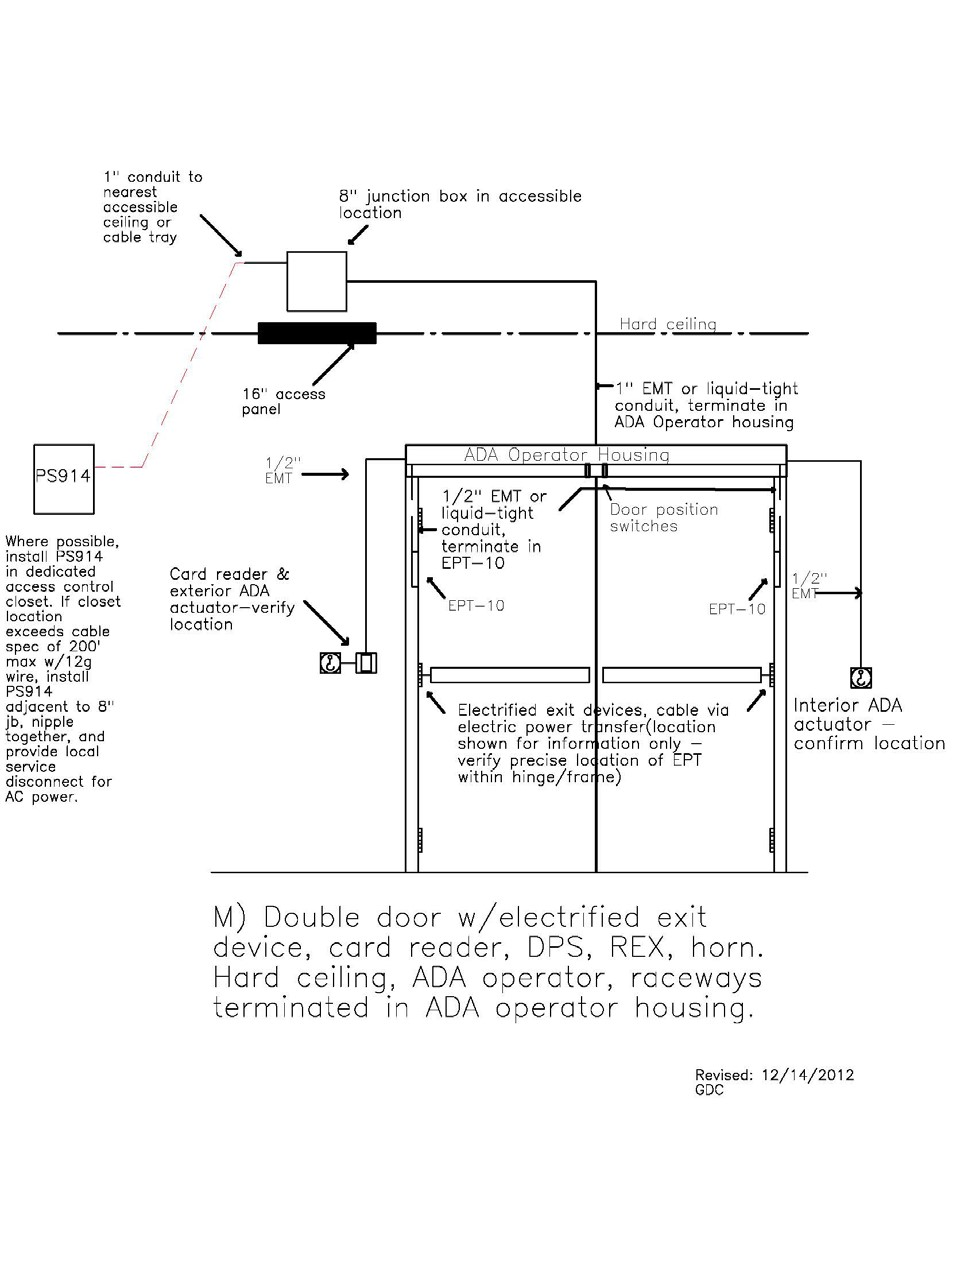 1" conduit to
nearest
accessible
ceiling or
cable tray
8" junction box in accessible
location
Hard ceiling
16" access
panel
1" EMT or liquid-tight
conduit, terminate in
ADA Operator housing
PS914
1/2"
EMT
ADA Operator Housing
1/2" EMT or
liquid-tight
conduit,
terminate in
EPT-10
Door position
switches
Where possible,
install PS914
in dedicated
access control
closet. If closet
location
exceeds cable
spec of 200'
max w/12g
wire, install
PS914
adjacent to 8"
jb, nipple
together, and
provide local
service
disconnect for
AC power.
Card reader &
exterior ADA
actuator-verify
location
EPT-10
EPT-10
1/2"
EMT
Electrified exit devices, cable via
electric power transfer(location
shown for information only -
verify precise location of EPT
within hinge/frame)
Interior ADA
actuator -
confirm location
M) Double door w/electrified exit
device, card reader, DPS, REX, horn.
Hard ceiling, ADA operator, raceways
terminated in ADA operator housing.
Revised: 12/14/2012
GDC